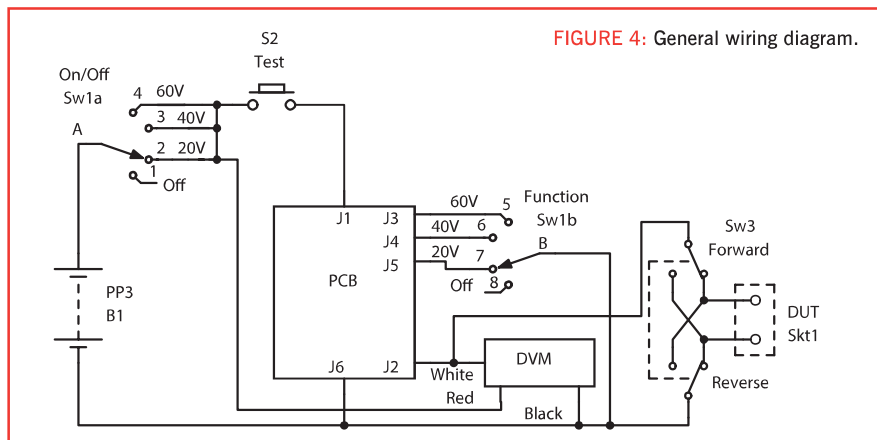 FIGURE 4: General wiring diagram.
S2
Test
On/Off
Sw1a
4 60V
3 40V
A
2 20V
1
Off
J1 J3
60V 5
Function
Sw1b
J4
40V 6
J5
20V 7
B
Off 8
Sw3
Forward
PCB
PP3
B1
DUT
Skt1
J6 J2
DVM
White
Red
Black
Reverse